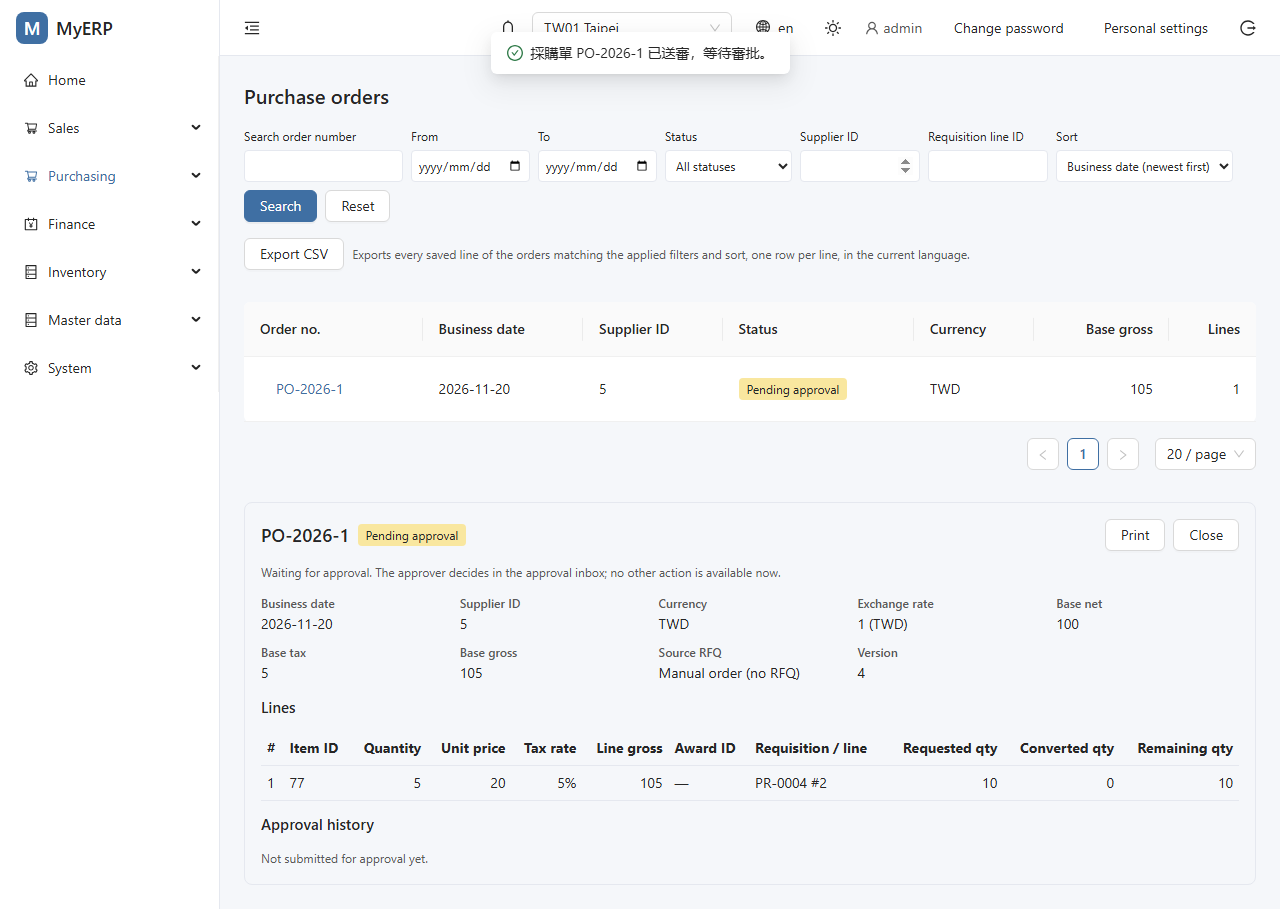 M MyERP
TW01 Taipei
en
admin
Change password
Personal settings
採購單 PO-2026-1 已送審，等待審批。
Home
Sales
Purchasing
Finance
Inventory
Master data
System
Purchase orders
Search order number From To Status Supplier ID Requisition line ID Sort
yyyy/mm/dd yyyy/mm/dd All statuses Business date (newest first)
Search Reset
Export CSV Exports every saved line of the orders matching the applied filters and sort, one row per line, in the current language.
Order no. Business date Supplier ID Status Currency Base gross Lines
PO-2026-1 2026-11-20 5 Pending approval TWD 105 1
< 1 > 20 / page
PO-2026-1 Pending approval Print Close
Waiting for approval. The approver decides in the approval inbox; no other action is available now.
Business date Supplier ID Currency Exchange rate Base net
2026-11-20 5 TWD 1 (TWD) 100
Base tax Base gross Source RFQ Version
5 105 Manual order (no RFQ) 4
Lines
# Item ID Quantity Unit price Tax rate Line gross Award ID Requisition / line Requested qty Converted qty Remaining qty
1 77 5 20 5% 105 — PR-0004 #2 10 0 10
Approval history
Not submitted for approval yet.